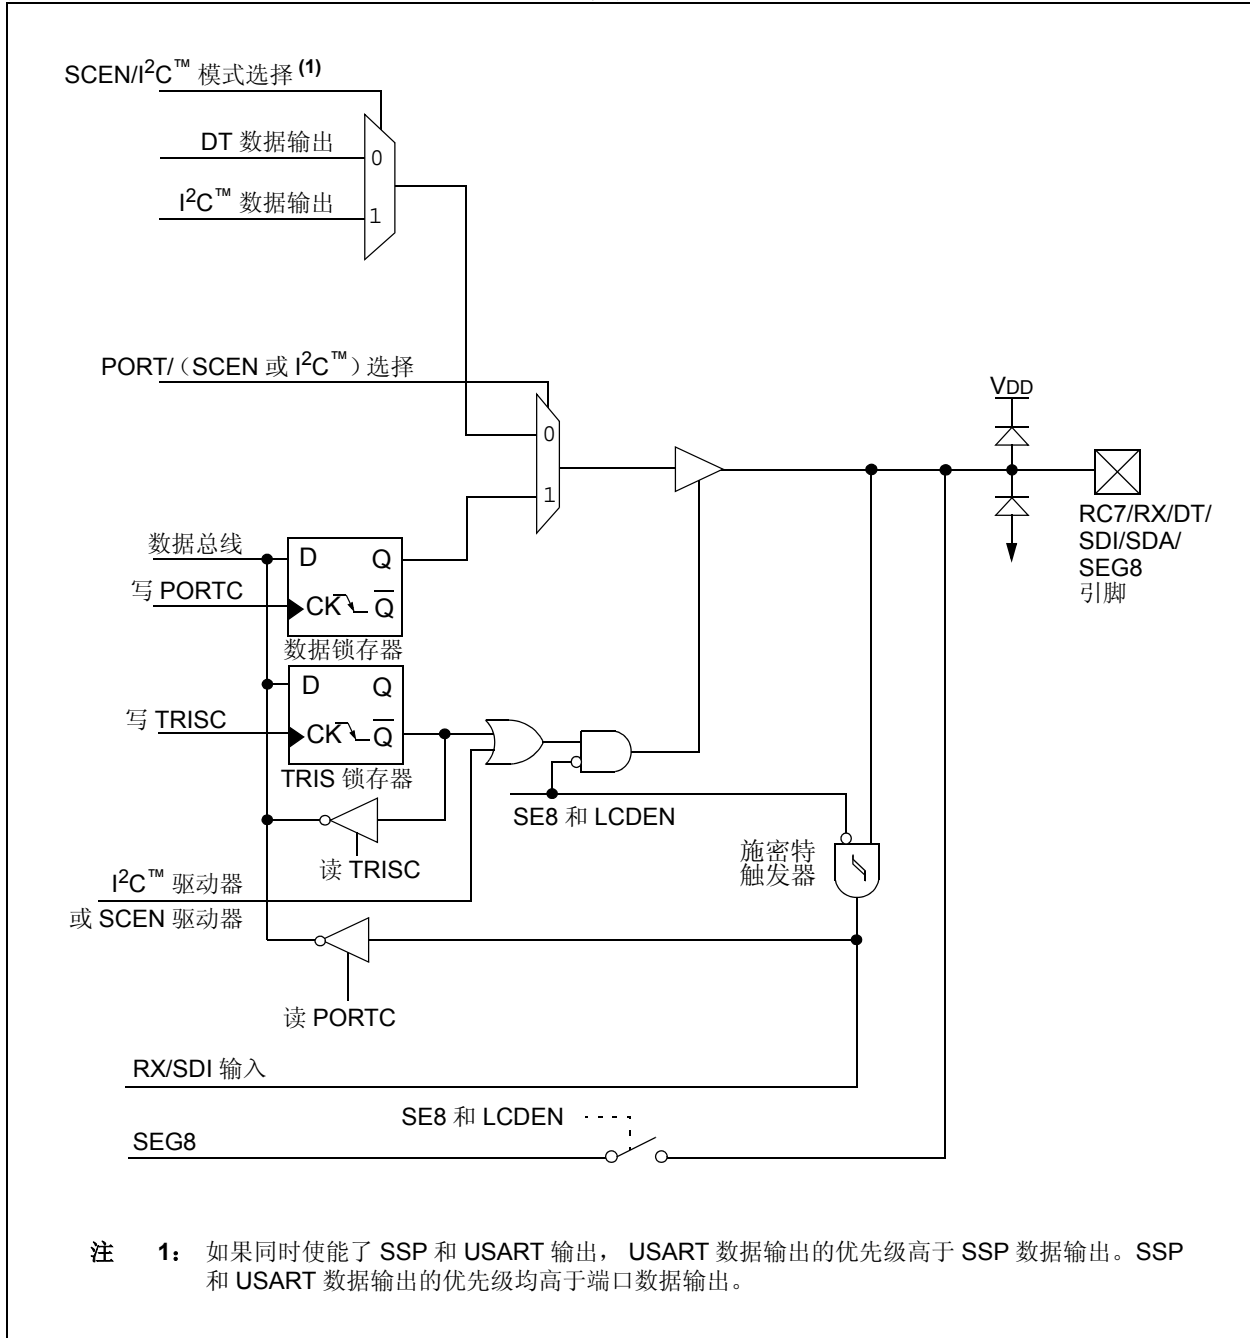 SCEN/I²C™ 模式选择 (1)
DT 数据输出
0
I²C™ 数据输出
1
PORT/（SCEN 或 I²C™）选择
VDD
0
1
RC7/RX/DT/
SDI/SDA/
SEG8
引脚
数据总线
D Q
写 PORTC
CK Q̅
数据锁存器
D Q
写 TRISC
CK Q̅
TRIS 锁存器
SE8 和 LCDEN
施密特
触发器
读 TRISC
I²C™ 驱动器
或 SCEN 驱动器
读 PORTC
RX/SDI 输入
SE8 和 LCDEN
SEG8
注 1： 如果同时使能了 SSP 和 USART 输出， USART 数据输出的优先级高于 SSP 数据输出。SSP
和 USART 数据输出的优先级均高于端口数据输出。